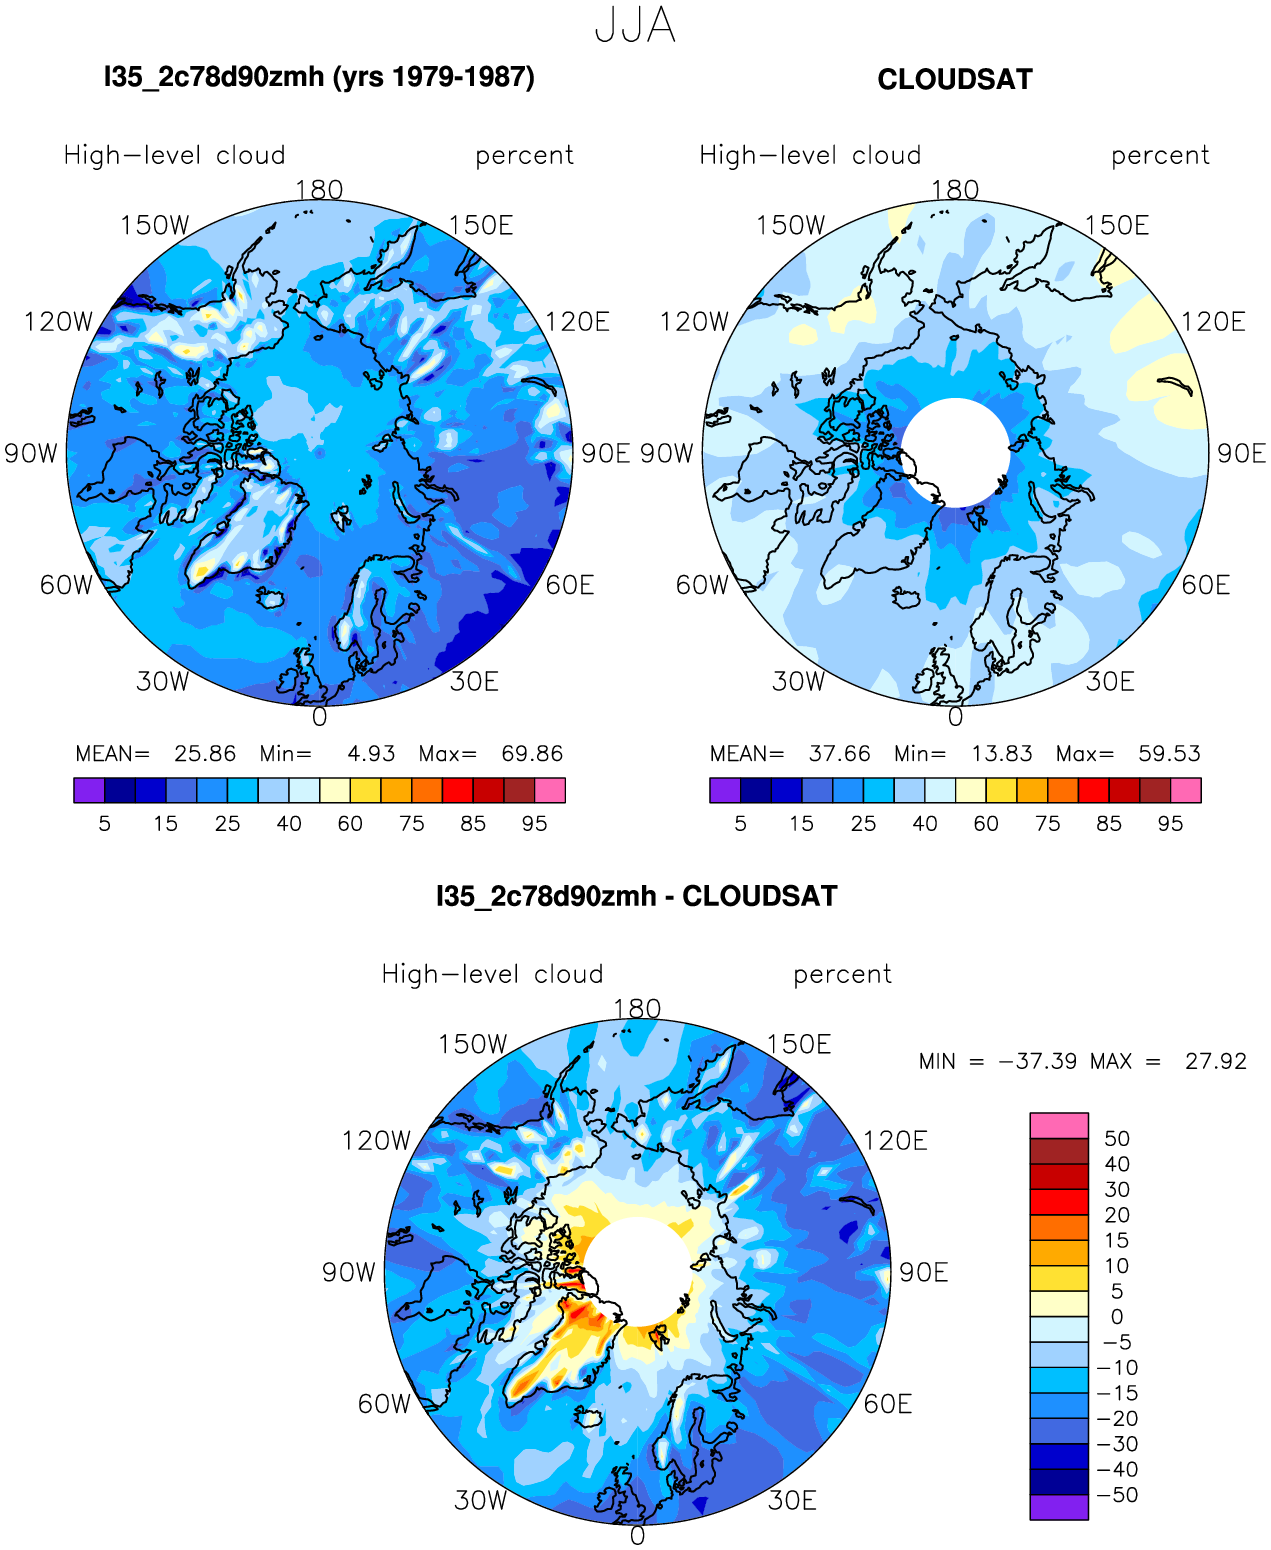 JJA
I35_2c78d90zmh (yrs 1979-1987)
CLOUDSAT
High-level cloud percent
High-level cloud percent
180
150W 150E
120W 120E
90W 90E
60W 60E
30W 30E
0
180
150W 150E
120W 120E
90W 90E
60W 60E
30W 30E
0
MEAN= 25.86 Min= 4.93 Max= 69.86
5 15 25 40 60 75 85 95
MEAN= 37.66 Min= 13.83 Max= 59.53
5 15 25 40 60 75 85 95
I35_2c78d90zmh - CLOUDSAT
High-level cloud percent
180
150W 150E
120W 120E
90W 90E
60W 60E
30W 30E
0
MIN = -37.39 MAX = 27.92
50
40
30
20
15
10
5
0
-5
-10
-15
-20
-30
-40
-50